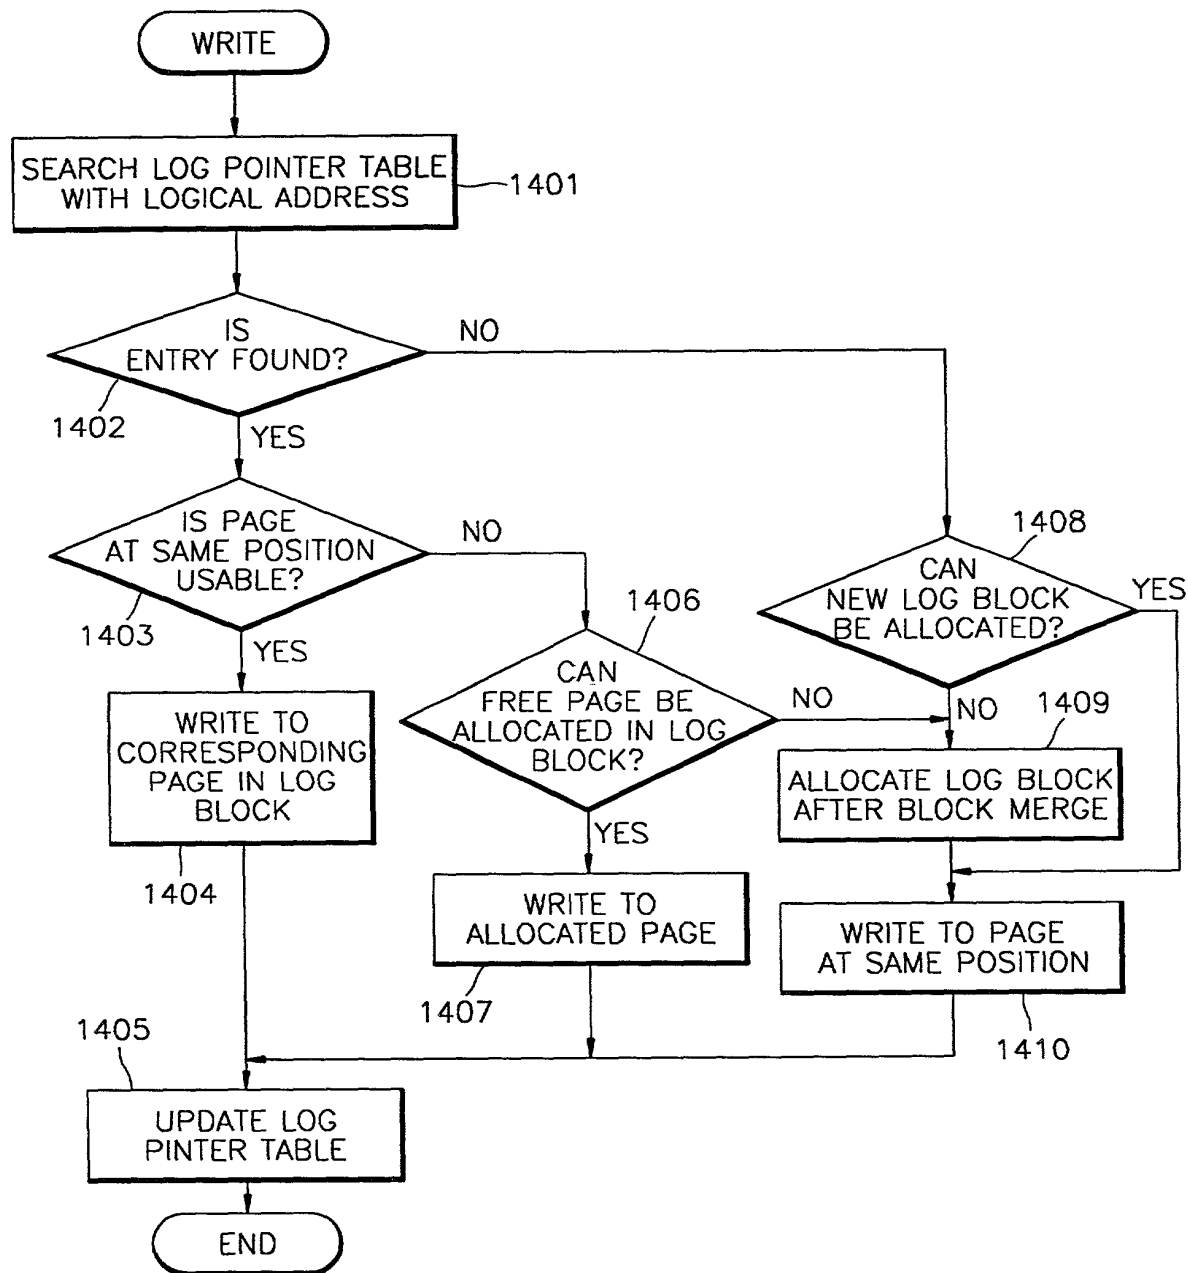 WRITE
SEARCH LOG POINTER TABLE
WITH LOGICAL ADDRESS
1401
IS
ENTRY FOUND?
NO
1402
YES
IS PAGE
AT SAME POSITION
USABLE?
NO
1403
YES
1408
CAN
NEW LOG BLOCK
BE ALLOCATED?
YES
NO
1406
CAN
FREE PAGE BE
ALLOCATED IN LOG
BLOCK?
NO
YES
WRITE TO
CORRESPONDING
PAGE IN LOG
BLOCK
1404
1409
ALLOCATE LOG BLOCK
AFTER BLOCK MERGE
WRITE TO
ALLOCATED PAGE
1407
WRITE TO PAGE
AT SAME POSITION
1410
1405
UPDATE LOG
PINTER TABLE
END